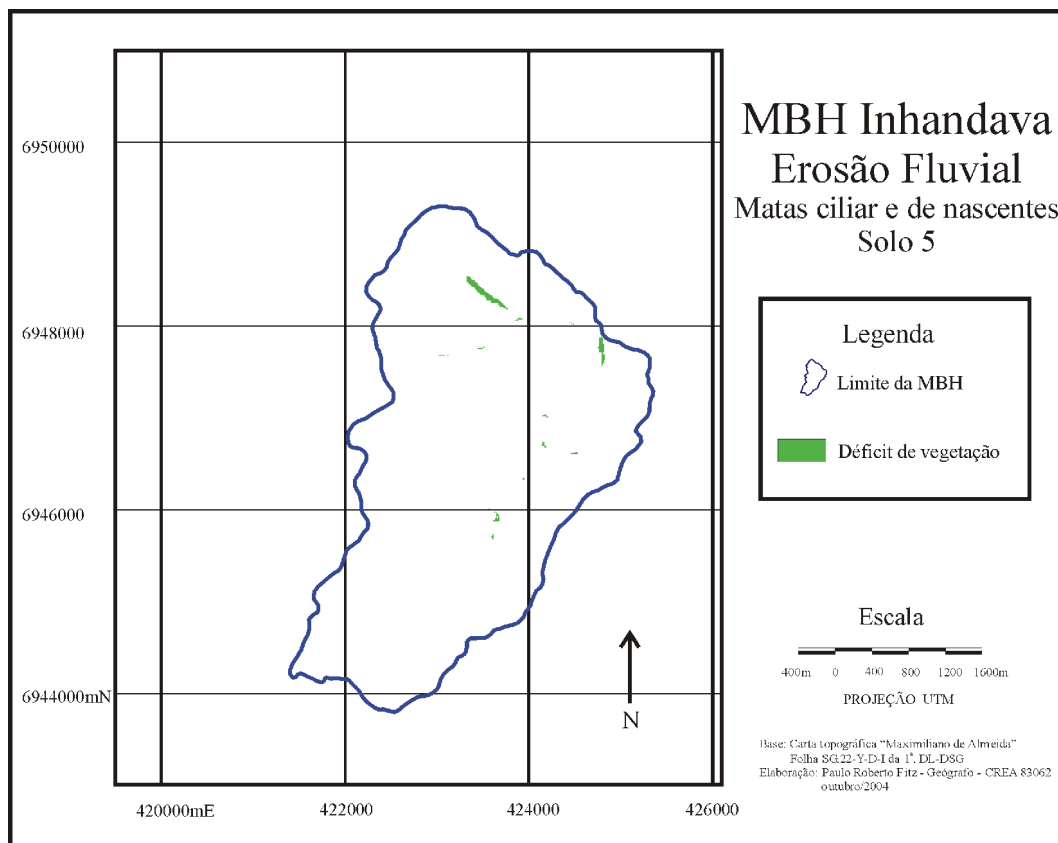 MBH Inhandava
Erosão Fluvial
Matas ciliar e de nascentes
Solo 5
6950000
6948000
6946000
6944000mN
420000mE
422000
424000
426000
N
Legenda
Limite da MBH
Déficit de vegetação
Escala
400m 0 400 800 1200 1600m
PROJEÇÃO UTM
Base: Carta topográfica "Maximiliano de Almeida"
Folha SG.22-Y-D-I da 1ª. DL-DSG
Elaboração: Paulo Roberto Fitz - Geógrafo - CREA 83062
outubro/2004